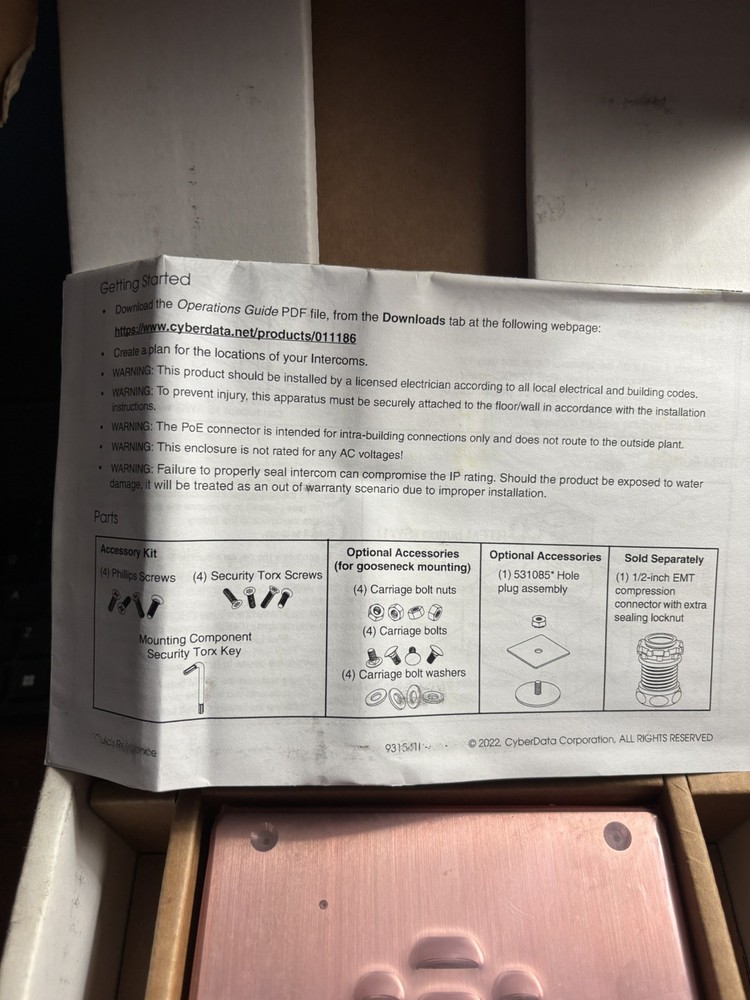 Getting Started
• Download the Operations Guide PDF file, from the Downloads tab at the following webpage:
https://www.cyberdata.net/products/011186
• Create a plan for the locations of your Intercoms.
• WARNING: This product should be installed by a licensed electrician according to all local electrical and building codes.
• WARNING: To prevent injury, this apparatus must be securely attached to the floor/wall in accordance with the installation
instructions.
• WARNING: The PoE connector is intended for intra-building connections only and does not route to the outside plant.
• WARNING: This enclosure is not rated for any AC voltages!
• WARNING: Failure to properly seal intercom can compromise the IP rating. Should the product be exposed to water
damage, it will be treated as an out of warranty scenario due to improper installation.
Parts
Accessory Kit
(4) Phillips Screws
(4) Security Torx Screws
Mounting Component
Security Torx Key
Optional Accessories
(for gooseneck mounting)
(4) Carriage bolt nuts
(4) Carriage bolts
(4) Carriage bolt washers
Optional Accessories
(1) 531085* Hole
plug assembly
Sold Separately
(1) 1/2-inch EMT
compression
connector with extra
sealing locknut
Quick Reference
© 2022, CyberData Corporation, ALL RIGHTS RESERVED